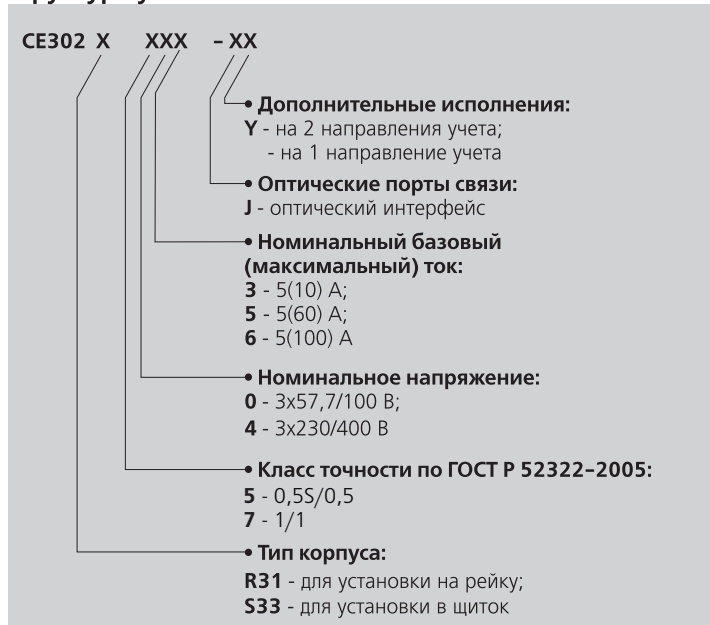 CE302 X XXX – XX
• Дополнительные исполнения:
Y - на 2 направления учета;
- на 1 направление учета
• Оптические порты связи:
J - оптический интерфейс
• Номинальный базовый
(максимальный) ток:
3 - 5(10) А;
5 - 5(60) А;
6 - 5(100) А
• Номинальное напряжение:
0 - 3х57,7/100 В;
4 - 3х230/400 В
• Класс точности по ГОСТ Р 52322–2005:
5 - 0,5S/0,5
7 - 1/1
• Тип корпуса:
R31 - для установки на рейку;
S33 - для установки в щиток